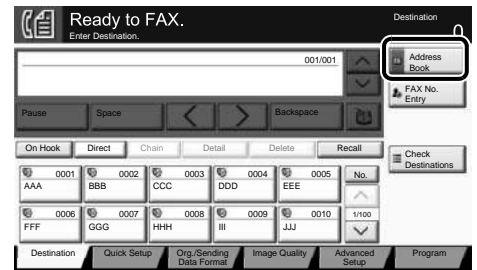 Ready to FAX.
Enter Destination.
Destination
0
001/001
Address
Book
FAX No.
Entry
Pause
Space
Backspace
On Hook
Direct
Chain
Detail
Delete
Recall
Check
Destinations
0001
AAA
0002
BBB
0003
CCC
0004
DDD
0005
EEE
No.
0006
FFF
0007
GGG
0008
HHH
0009
III
0010
JJJ
1/100
Destination
Quick Setup
Org./Sending
Data Format
Image Quality
Advanced
Setup
Program